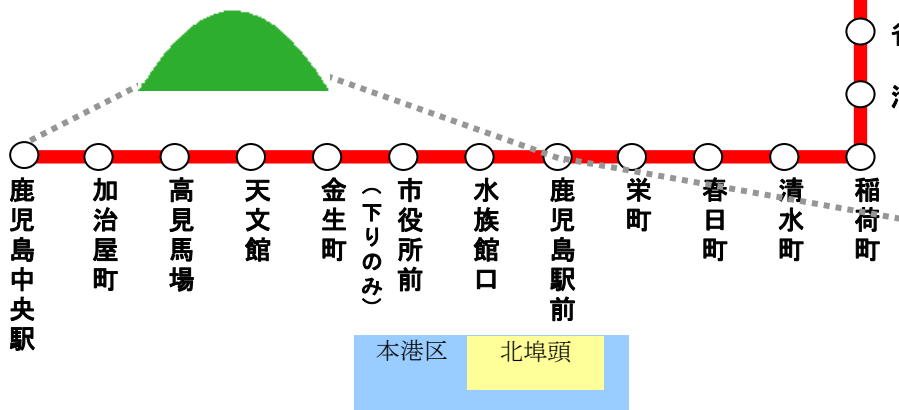 鹿児島中央駅
加治屋町
高見馬場
天文館
金生町
市役所前
(下りのみ)
水族館口
鹿児島駅前
栄町
春日町
清水町
稲荷町
本港区
北埠頭